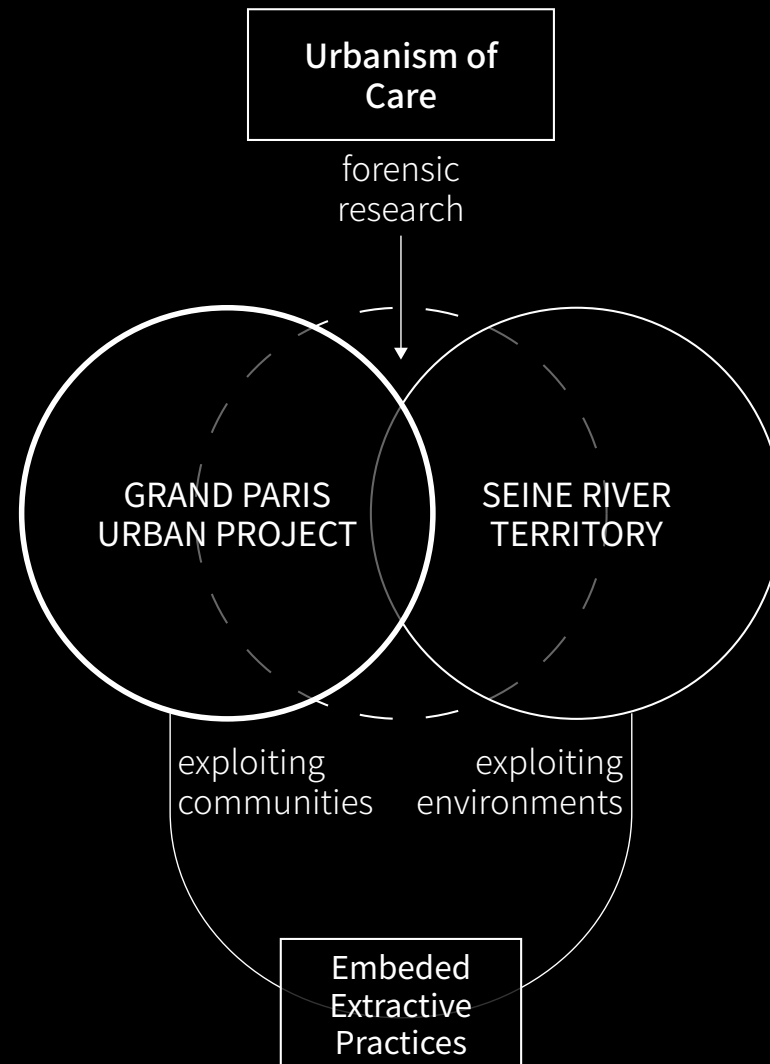 Urbanism of
Care
forensic
research
GRAND PARIS
URBAN PROJECT
SEINE RIVER
TERRITORY
exploiting
communities
exploiting
environments
Embeded
Extractive
Practices